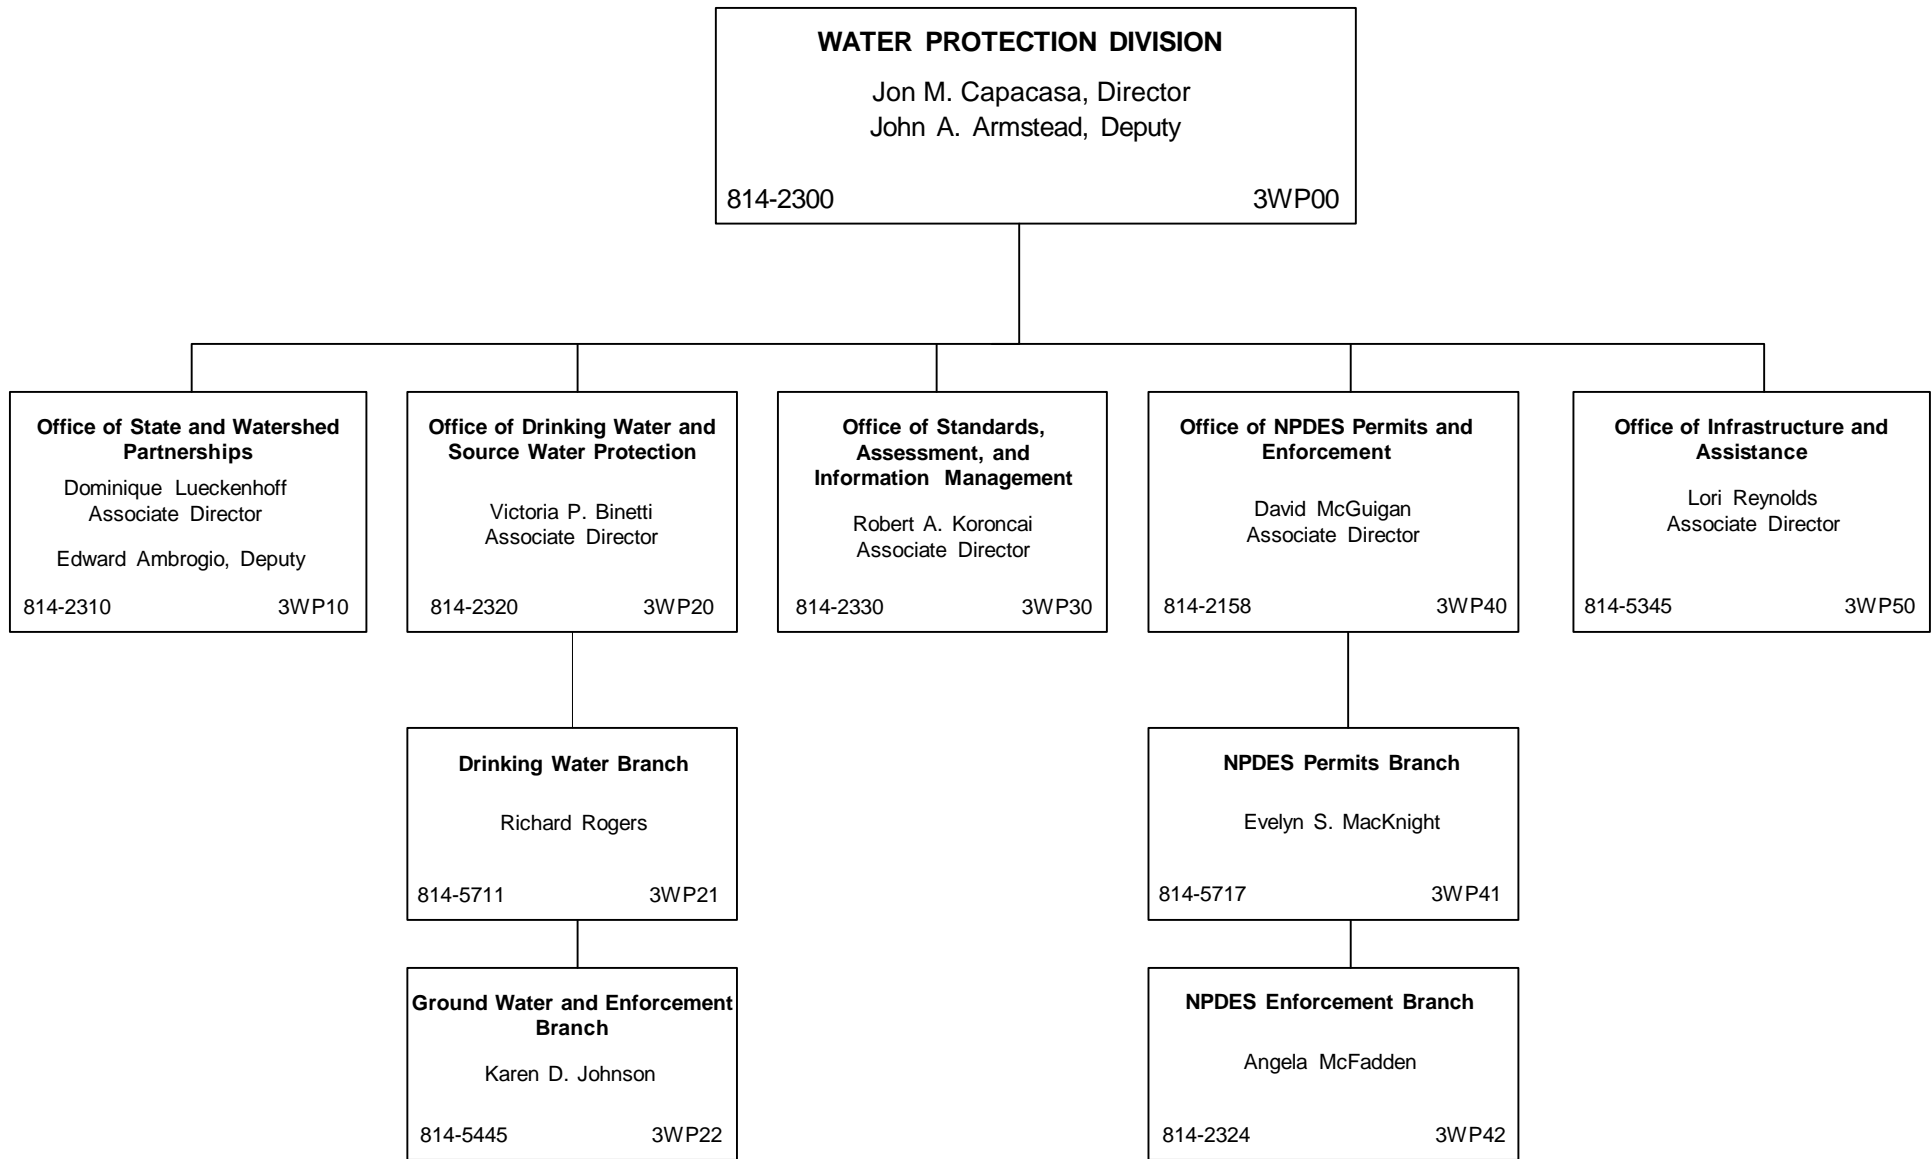 WATER PROTECTION DIVISION
Jon M. Capacasa, Director
John A. Armstead, Deputy
814-2300 3WP00
Office of State and Watershed
Partnerships
Dominique Lueckenhoff
Associate Director
Edward Ambrogio, Deputy
814-2310 3WP10
Office of Drinking Water and
Source Water Protection
Victoria P. Binetti
Associate Director
814-2320 3WP20
Office of Standards,
Assessment, and
Information Management
Robert A. Koroncai
Associate Director
814-2330 3WP30
Office of NPDES Permits and
Enforcement
David McGuigan
Associate Director
814-2158 3WP40
Office of Infrastructure and
Assistance
Lori Reynolds
Associate Director
814-5345 3WP50
Drinking Water Branch
Richard Rogers
814-5711 3WP21
NPDES Permits Branch
Evelyn S. MacKnight
814-5717 3WP41
Ground Water and Enforcement
Branch
Karen D. Johnson
814-5445 3WP22
NPDES Enforcement Branch
Angela McFadden
814-2324 3WP42